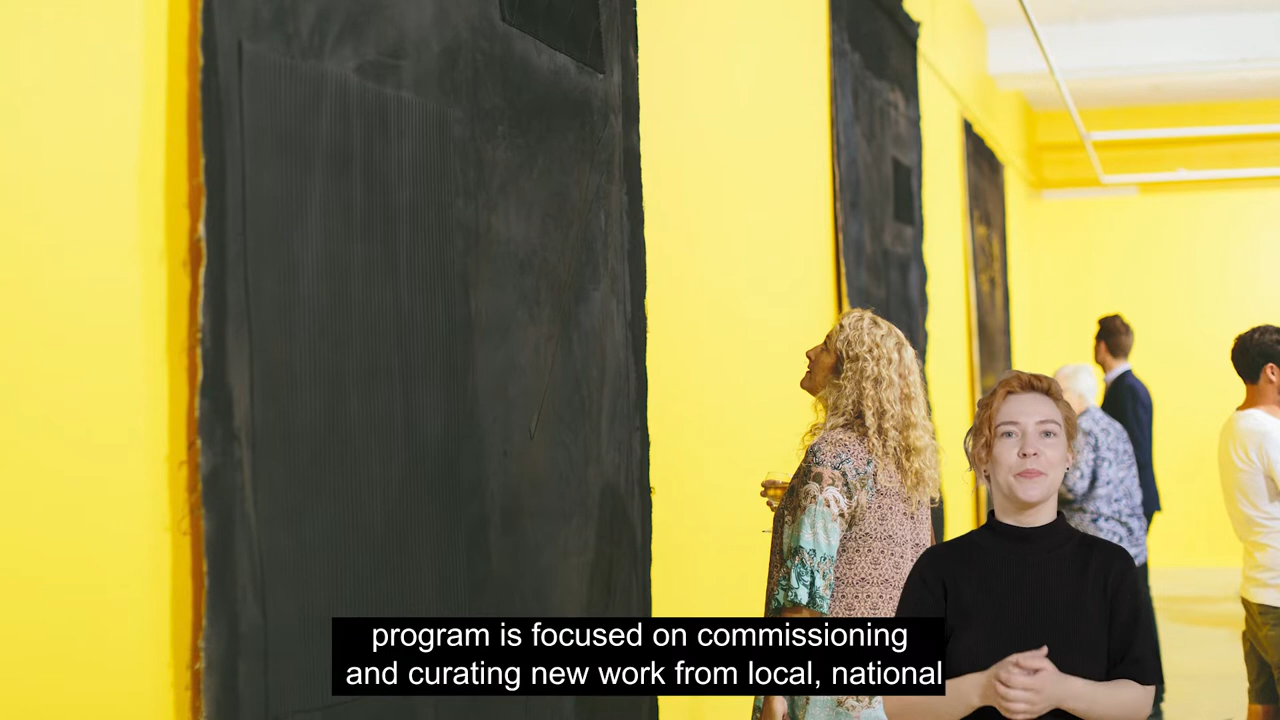 program is focused on commissioning
and curating new work from local, national